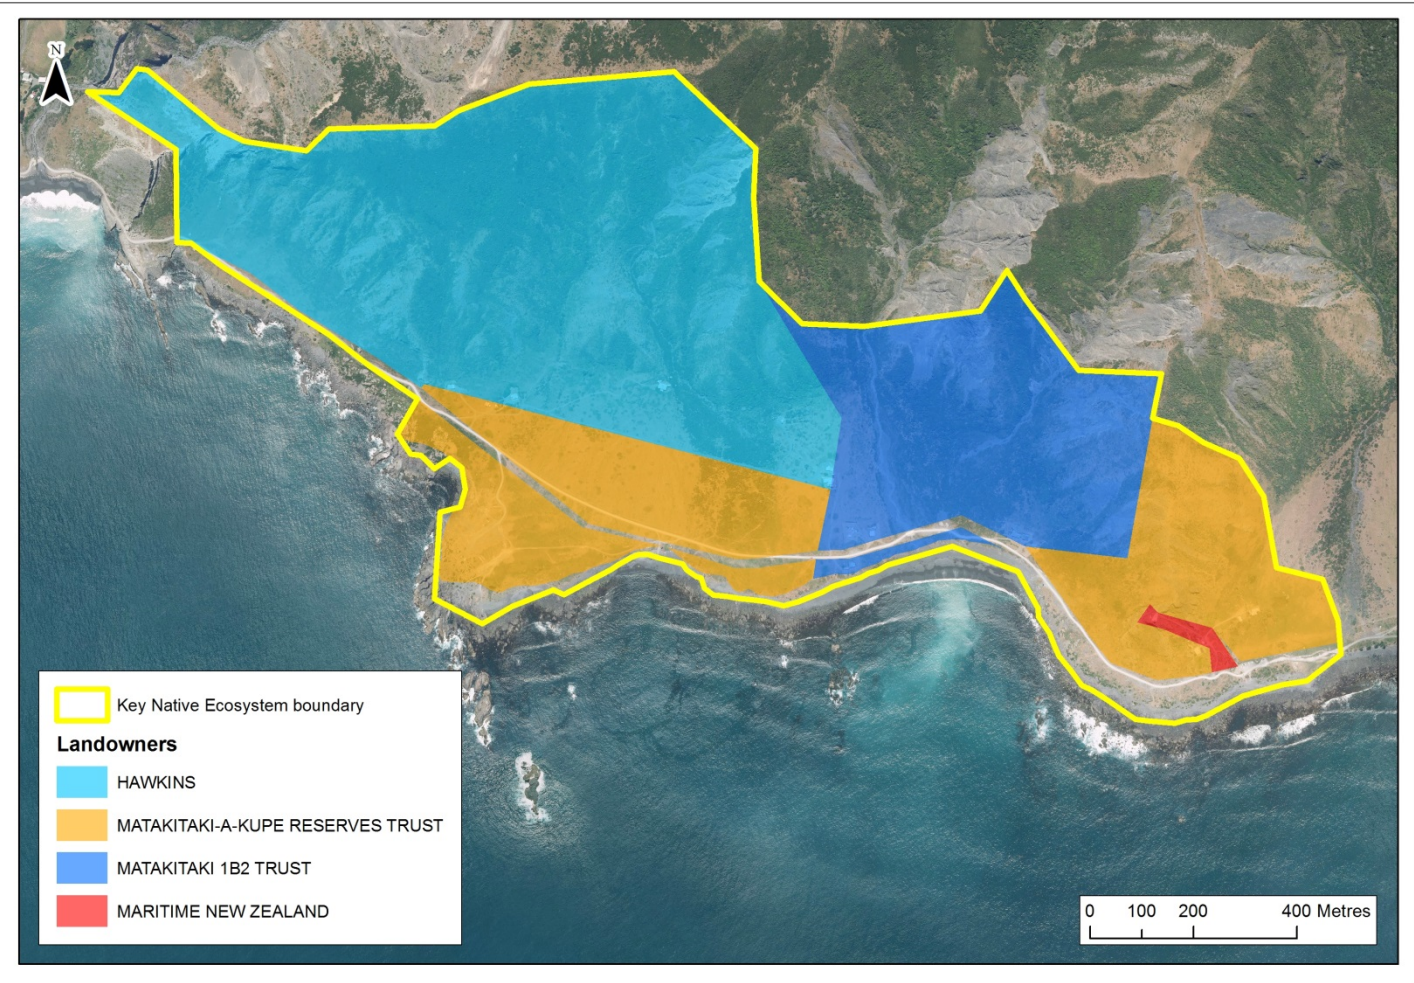 N
Key Native Ecosystem boundary
Landowners
HAWKINS
MATAKITAKI-A-KUPE RESERVES TRUST
MATAKITAKI 1B2 TRUST
MARITIME NEW ZEALAND
0 100 200 400 Metres